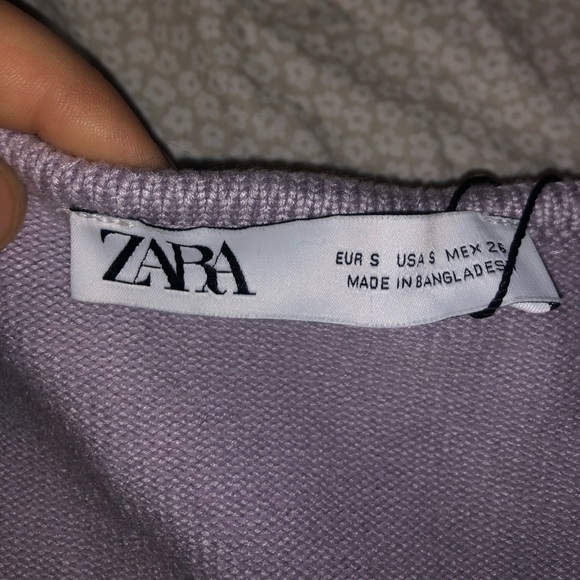 ZARA
EUR S USA S MEX 26
MADE IN BANGLADES